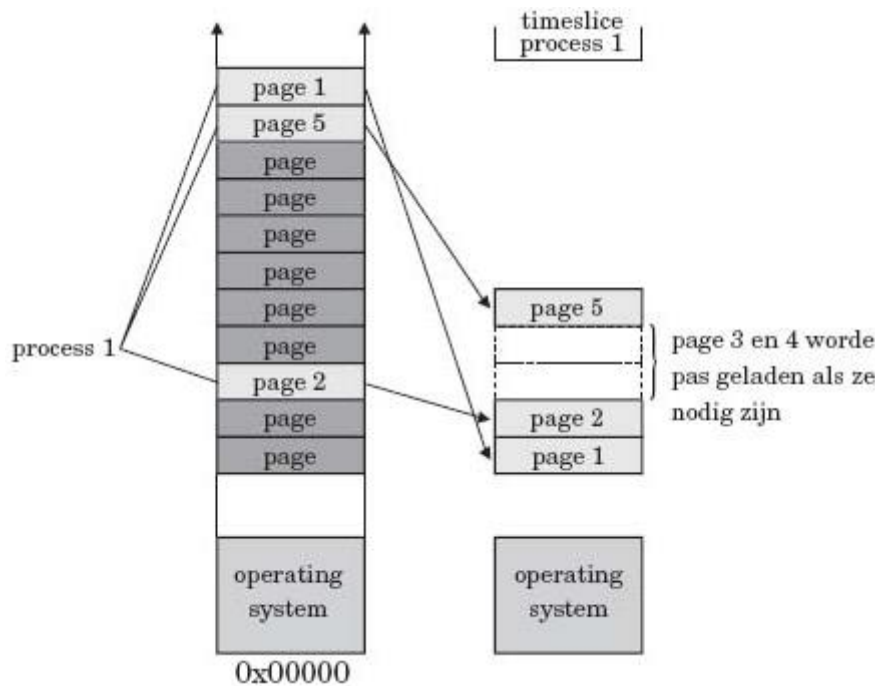 timeslice
process 1
page 1
page 5
page
page
page
page
page
page
page 2
page
page
process 1
operating
system
0x00000
page 5
page 2
page 1
page 3 en 4 worde
pas geladen als ze
nodig zijn
operating
system